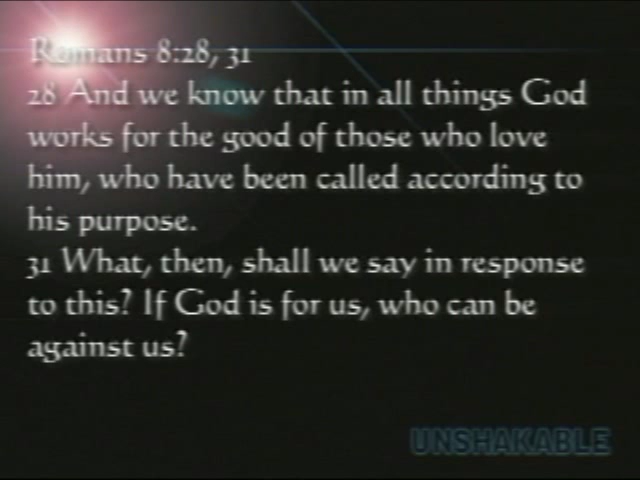 Romans 8:28, 31
28 And we know that in all things God
works for the good of those who love
him, who have been called according to
his purpose.
31 What, then, shall we say in response
to this? If God is for us, who can be
against us?
UNSHAKABLE